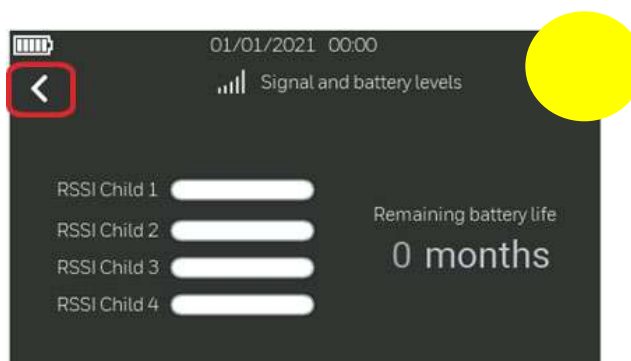 01/01/2021 00:00
Signal and battery levels
RSSI Child 1
RSSI Child 2
RSSI Child 3
RSSI Child 4
Remaining battery life
0 months